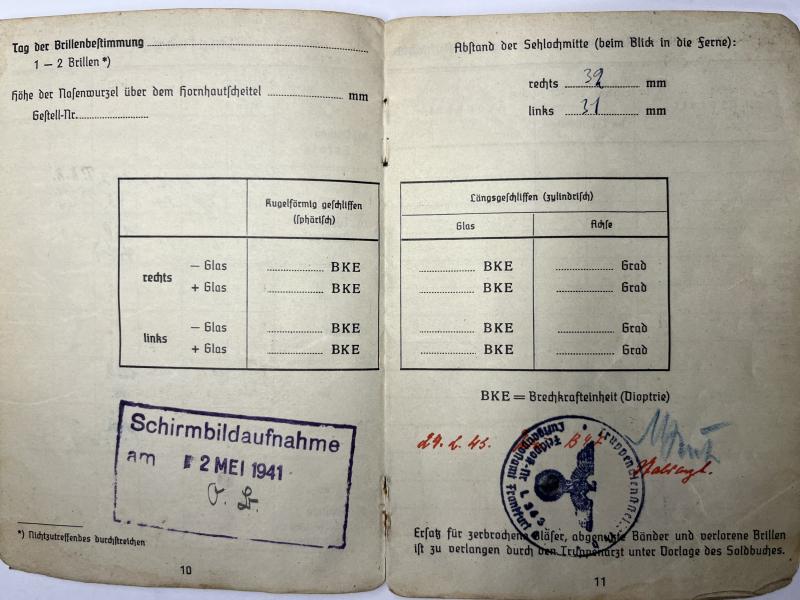 Tag der Brillenbestimmung
1 – 2 Brillen *)
Höhe der Nasenwurzel über dem Hornhautscheitel mm
Gestell-Nr.
Kugelförmig geschliffen
(sphärisch)
rechts
– Glas BKE
+ Glas BKE
links
– Glas BKE
+ Glas BKE
Schirmbildaufnahme
am 2 MEI 1941
*) Nichtzutreffendes durchstreichen
10
Abstand der Sehlochmitte (beim Blick in die Ferne):
rechts 32 mm
links 31 mm
Längsgeschliffen (zylindrisch)
Glas Achse
BKE Grad
BKE Grad
BKE Grad
BKE Grad
BKE = Brechkrafteinheit (Dioptrie)
Feldpost-Nr. L
Luftgaupostamt Frankfurt
Ersatz für zerbrochene Gläser, abgenutzte Bänder und verlorene Brillen
ist zu verlangen durch den Truppenarzt unter Vorlage des Soldbuches.
11